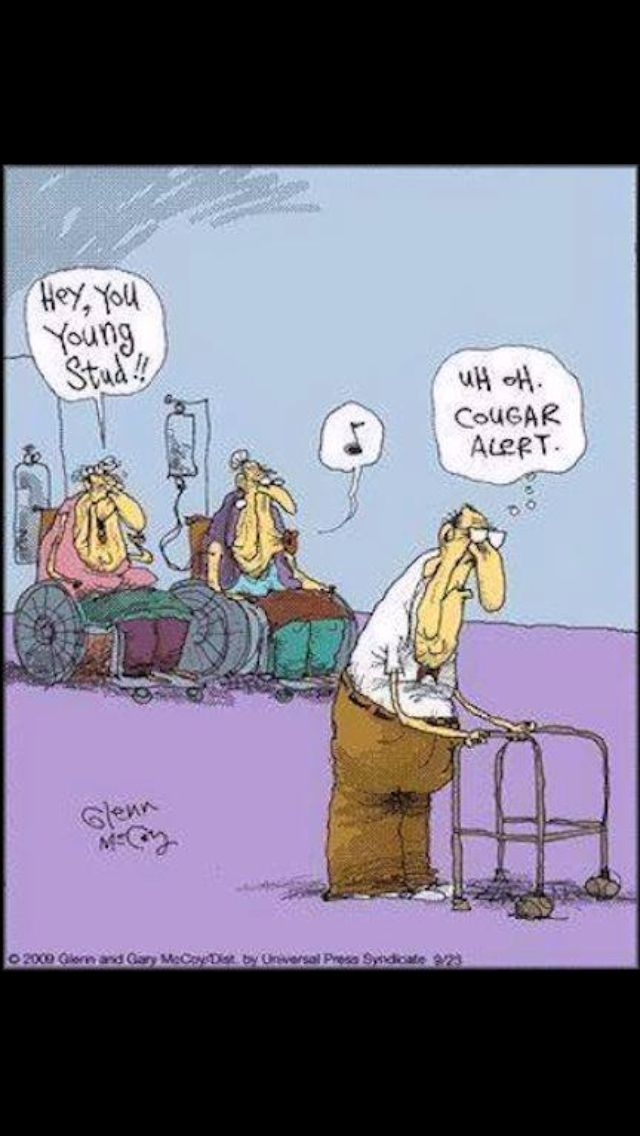 Hey, You
Young
Stud!!
UH OH.
COUGAR
ALERT.
Glenn
McCoy
© 2009 Glenn and Gary McCoy/Dist. by Universal Press Syndicate 9/23